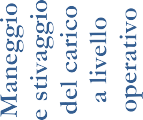 Maneggio
e stivaggio
del carico
a livello
operativo